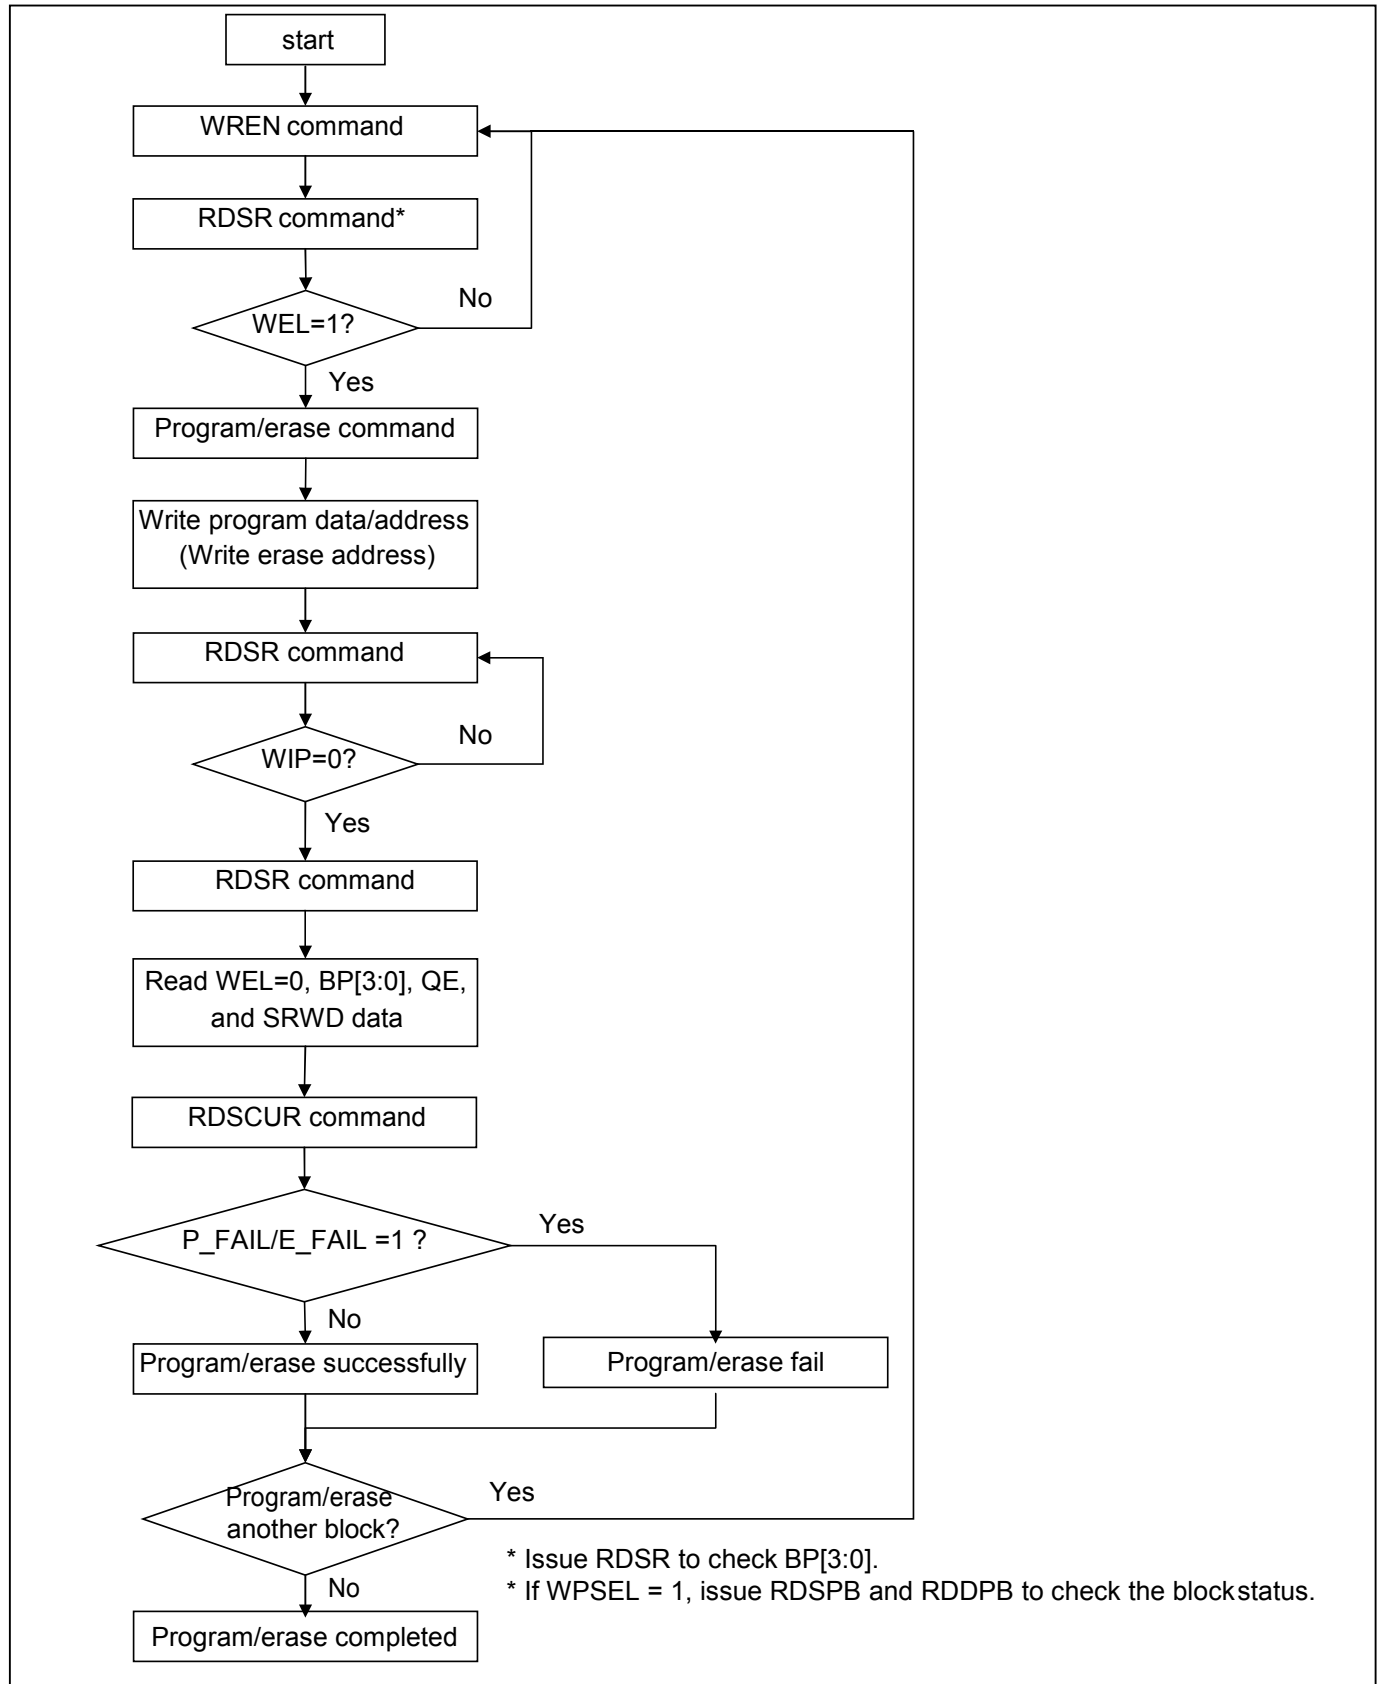 start
WREN command
RDSR command*
No
WEL=1?
Yes
Program/erase command
Write program data/address
(Write erase address)
RDSR command
No
WIP=0?
Yes
RDSR command
Read WEL=0, BP[3:0], QE,
and SRWD data
RDSCUR command
Yes
P_FAIL/E_FAIL =1 ?
No
Program/erase successfully
Program/erase fail
Program/erase
another block?
Yes
* Issue RDSR to check BP[3:0].
* If WPSEL = 1, issue RDSPB and RDDPB to check the blockstatus.
No
Program/erase completed